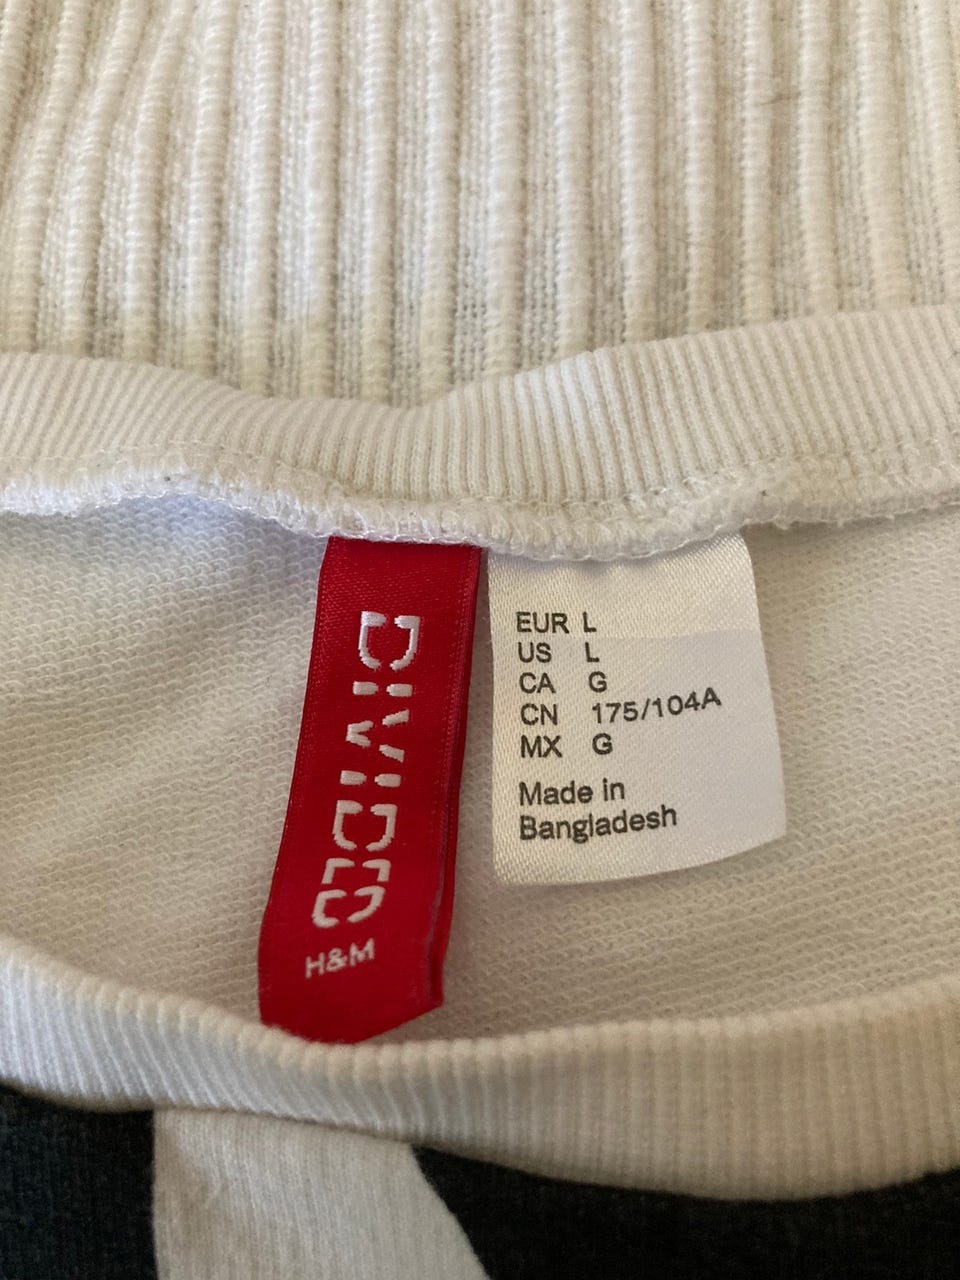 DIVIDED
H&M
EUR L
US L
CA G
CN 175/104A
MX G
Made in
Bangladesh